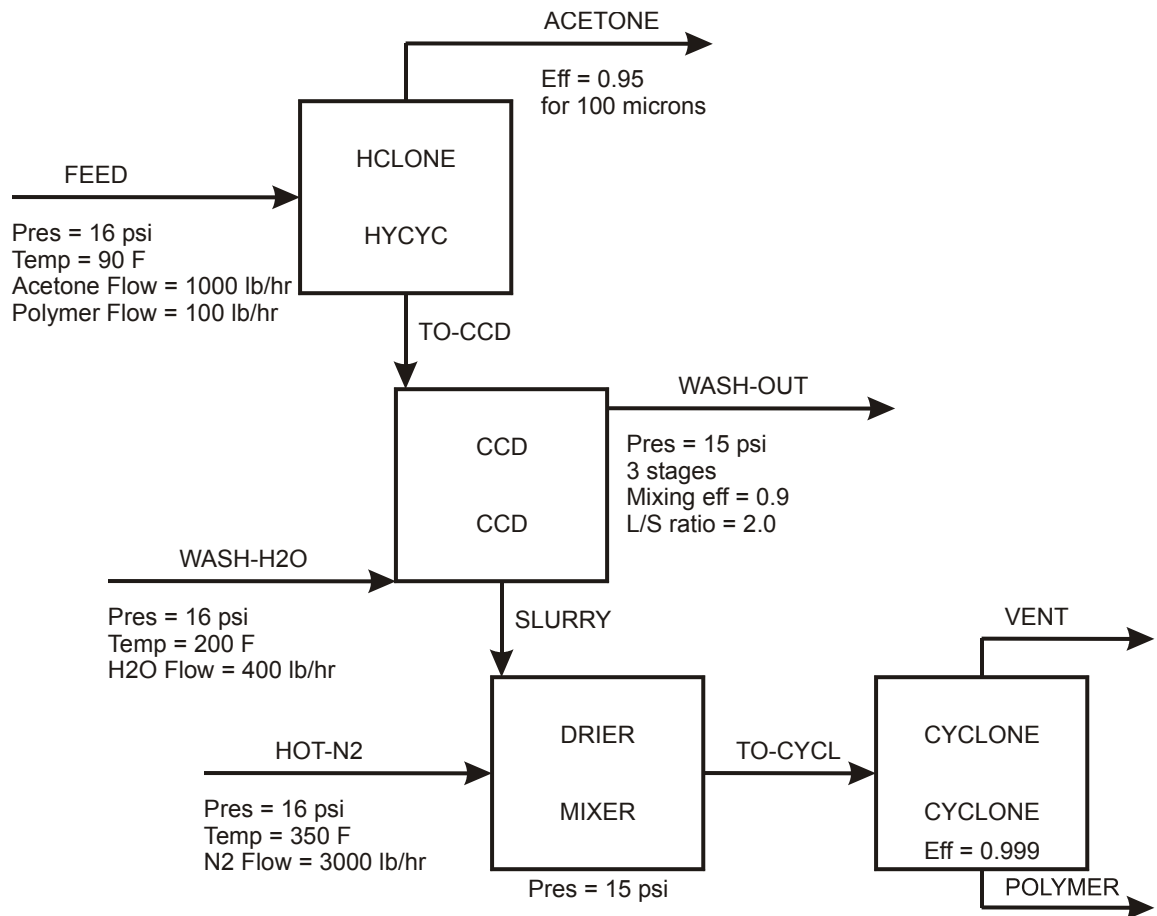 ACETONE
Eff = 0.95
for 100 microns
HCLONE
HYCYC
FEED
Pres = 16 psi
Temp = 90 F
Acetone Flow = 1000 lb/hr
Polymer Flow = 100 lb/hr
TO-CCD
WASH-OUT
CCD
CCD
Pres = 15 psi
3 stages
Mixing eff = 0.9
L/S ratio = 2.0
WASH-H2O
Pres = 16 psi
Temp = 200 F
H2O Flow = 400 lb/hr
SLURRY
VENT
HOT-N2
Pres = 16 psi
Temp = 350 F
N2 Flow = 3000 lb/hr
DRIER
MIXER
Pres = 15 psi
TO-CYCL
CYCLONE
CYCLONE
Eff = 0.999
POLYMER